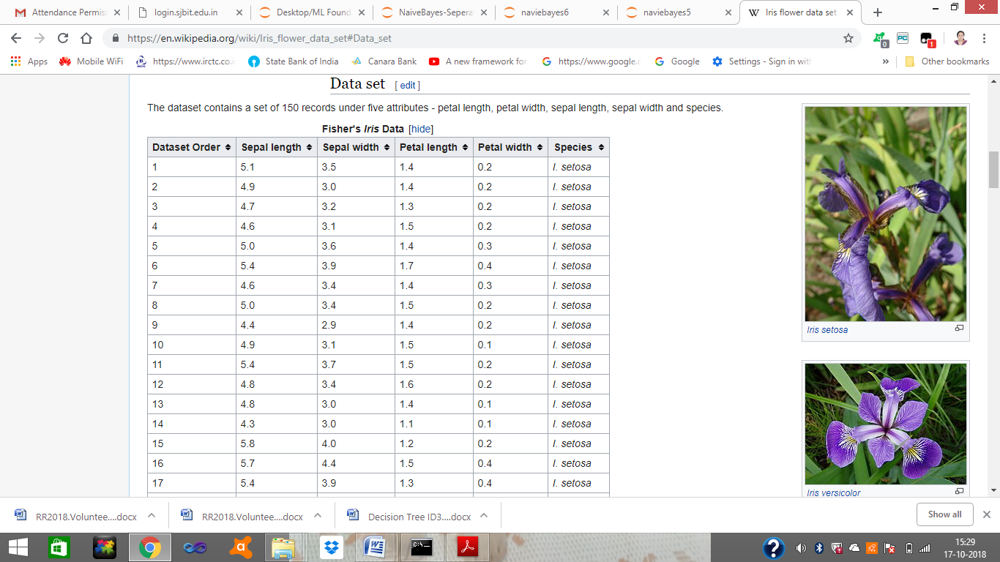 Attendance Permiss
login.sjbit.edu.in
Desktop/ML Found
NaiveBayes-Sepera
naviebayes6
naviebayes5
Iris flower data set
https://en.wikipedia.org/wiki/Iris_flower_data_set#Data_set
PC
0
1
Apps
Mobile WiFi
https://www.irctc.co.i
State Bank of India
Canara Bank
A new framework for
https://www.google.c
Google
Settings - Sign in with
»
Other bookmarks
Data set [ edit ]
The dataset contains a set of 150 records under five attributes - petal length, petal width, sepal length, sepal width and species.
Fisher's Iris Data [hide]
Dataset Order Sepal length Sepal width Petal length Petal width Species
1 5.1 3.5 1.4 0.2 I. setosa
2 4.9 3.0 1.4 0.2 I. setosa
3 4.7 3.2 1.3 0.2 I. setosa
4 4.6 3.1 1.5 0.2 I. setosa
5 5.0 3.6 1.4 0.3 I. setosa
6 5.4 3.9 1.7 0.4 I. setosa
7 4.6 3.4 1.4 0.3 I. setosa
8 5.0 3.4 1.5 0.2 I. setosa
9 4.4 2.9 1.4 0.2 I. setosa
10 4.9 3.1 1.5 0.1 I. setosa
11 5.4 3.7 1.5 0.2 I. setosa
12 4.8 3.4 1.6 0.2 I. setosa
13 4.8 3.0 1.4 0.1 I. setosa
14 4.3 3.0 1.1 0.1 I. setosa
15 5.8 4.0 1.2 0.2 I. setosa
16 5.7 4.4 1.5 0.4 I. setosa
17 5.4 3.9 1.3 0.4 I. setosa
Iris setosa
Iris versicolor
RR2018.Voluntee....docx
RR2018.Voluntee....docx
Decision Tree ID3....docx
Show all
15:29
17-10-2018